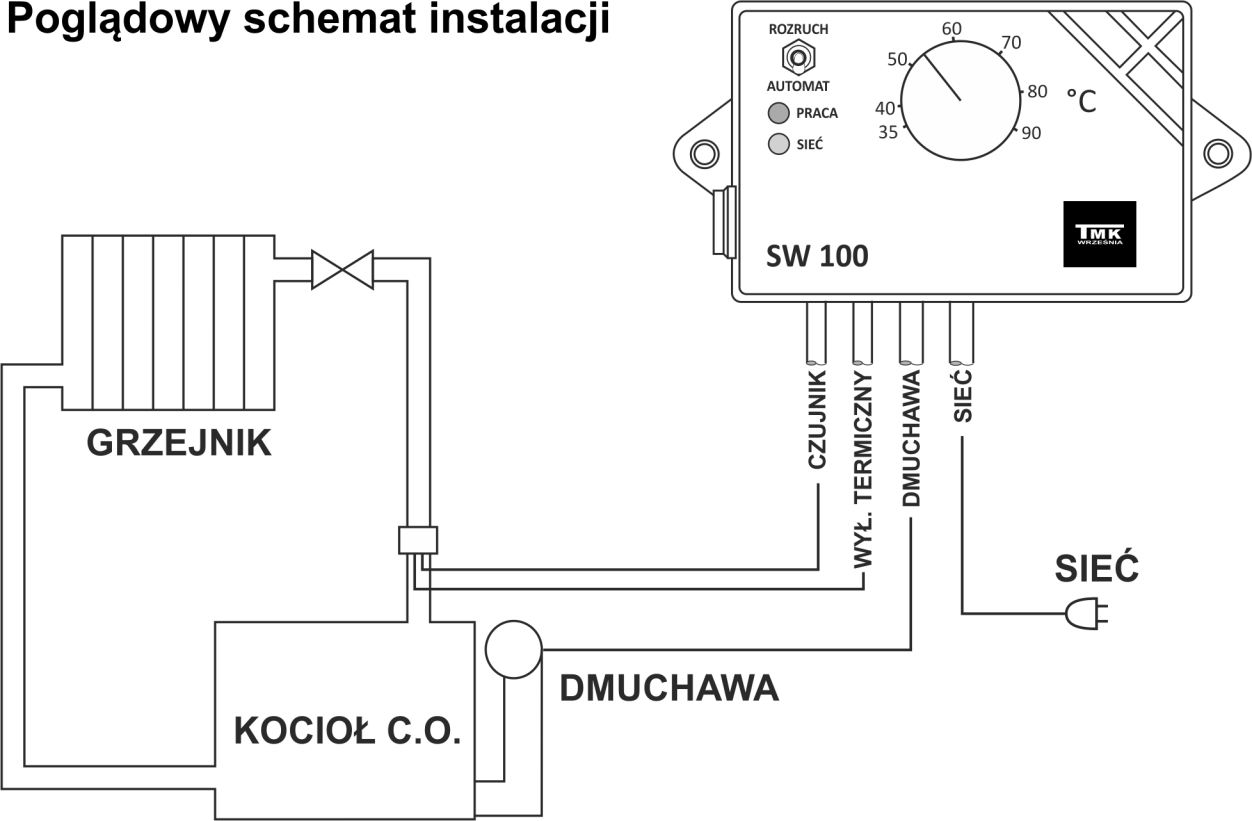 Poglądowy schemat instalacji
ROZRUCH
AUTOMAT
PRACA
SIEĆ
35
40
50
60
70
80
90
°C
SW 100
TMK
WRZEŚNIA
CZUJNIK
WYŁ. TERMICZNY
DMUCHAWA
SIEĆ
GRZEJNIK
SIEĆ
DMUCHAWA
KOCIOŁ C.O.